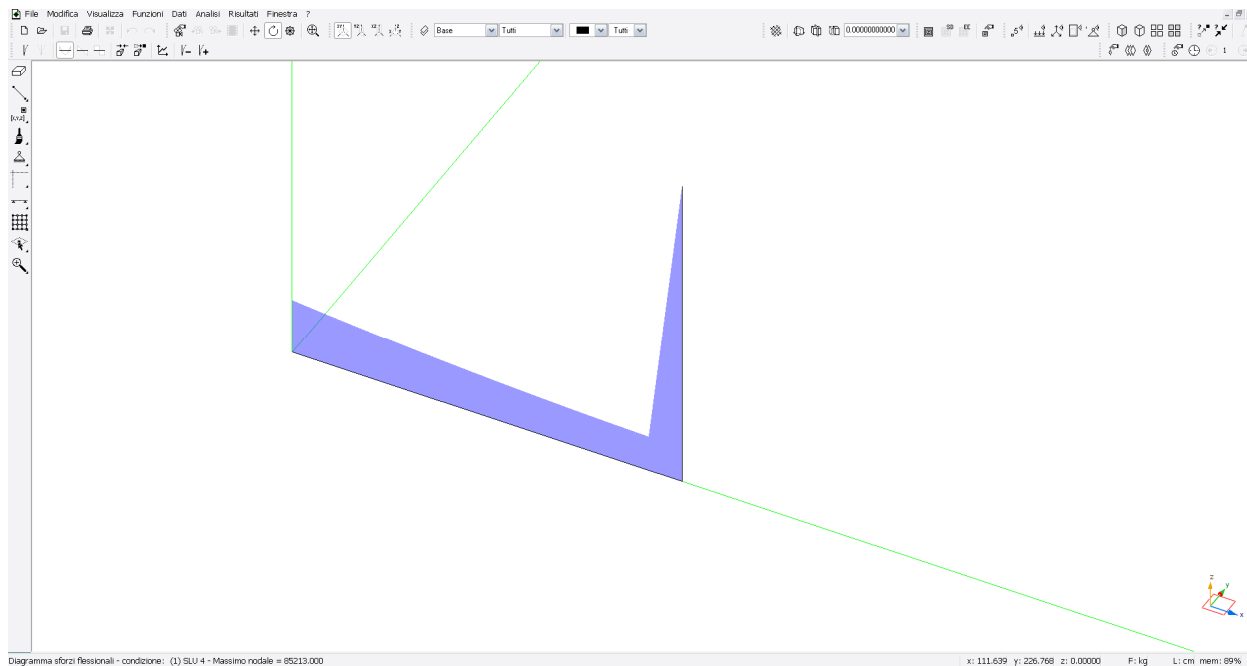 File Modifica Visualizza Funzioni Dati Analisi Risultati Finestra ?
Base Tutti Tutti 0.00000000000
1
[x,y,z]
z
y
x
Diagramma sforzi flessionali - condizione: (1) SLU 4 - Massimo nodale = 85213.000 x: 111.639 y: 226.768 z: 0.00000 F: kg L: cm mem: 89%